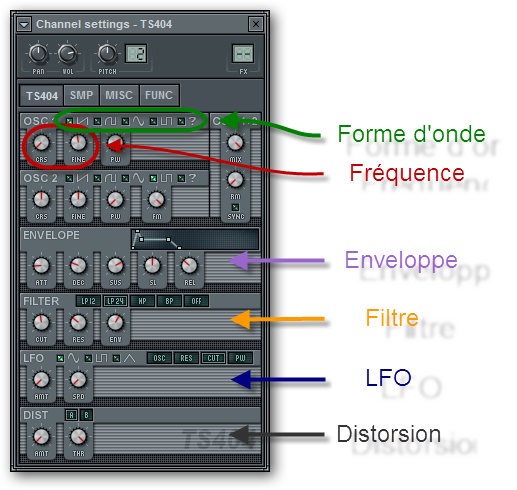 Channel settings - TS404
PAN VOL PITCH FX
TS404 SMP MISC FUNC
OSC 1 ?
CRS FINE PW MIX
Forme d'onde
Fréquence
OSC 2 ?
CRS FINE PW FM RM
SYNC
ENVELOPE
ATT DEC SUS SL REL
Enveloppe
FILTER LP12 LP24 HP BP OFF
CUT RES ENV
Filtre
LFO OSC RES CUT PW
AMT SPD
LFO
DIST A B
AMT THR TS404
Distorsion